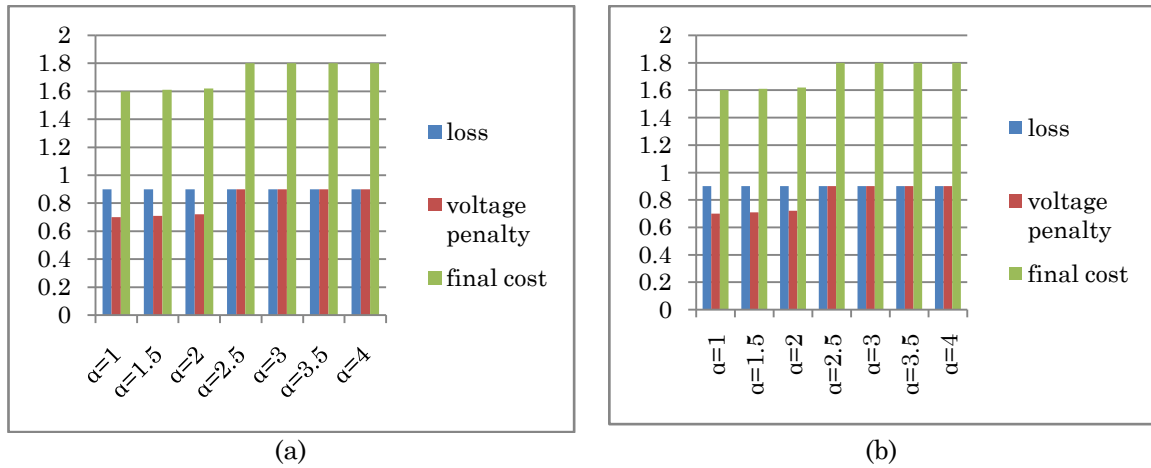 2
1.8
1.6
1.4
1.2
1
0.8
0.6
0.4
0.2
0
α=1
α=1.5
α=2
α=2.5
α=3
α=3.5
α=4
loss
voltage
penalty
final cost
(a)
2
1.8
1.6
1.4
1.2
1
0.8
0.6
0.4
0.2
0
α=1
α=1.5
α=2
α=2.5
α=3
α=3.5
α=4
loss
voltage
penalty
final cost
(b)